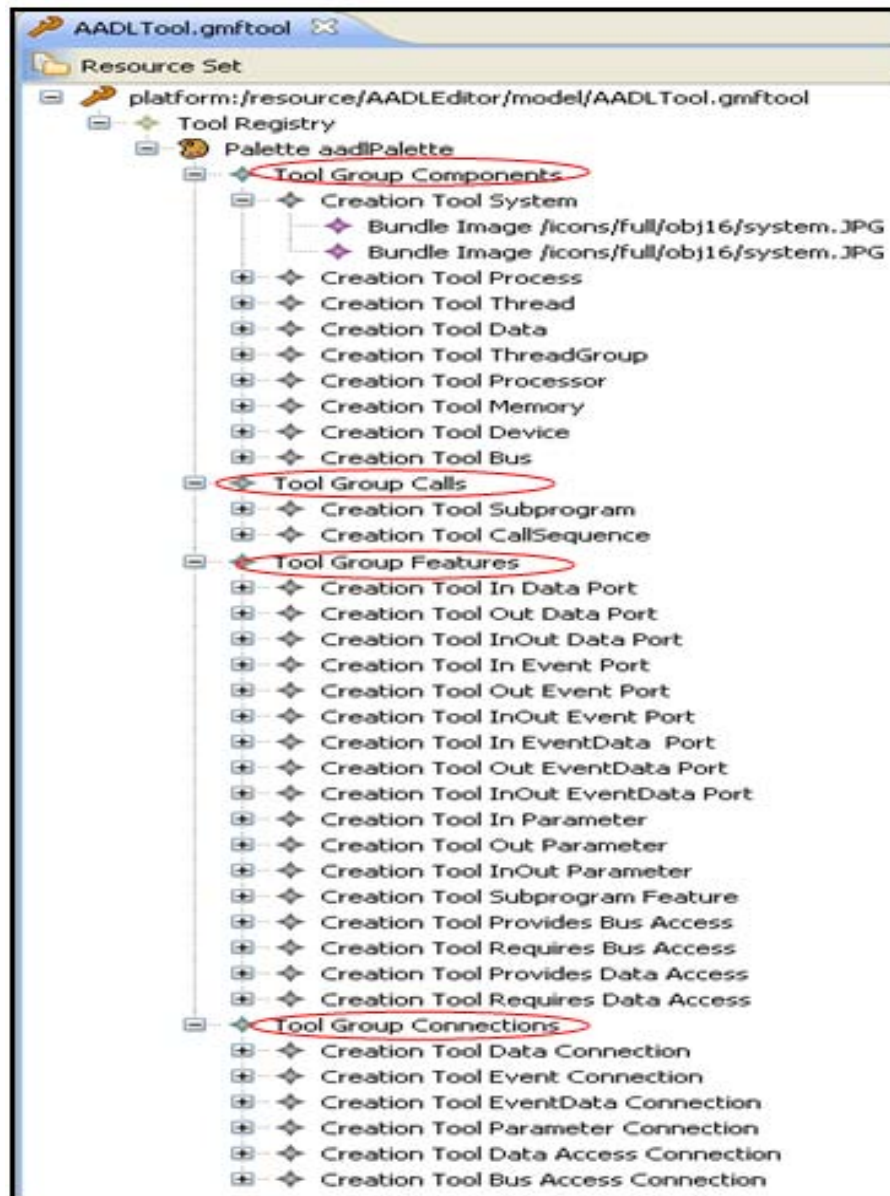 AADLTool.gmftool
Resource Set
platform:/resource/AADLEditor/model/AADLTool.gmftool
Tool Registry
Palette aadlPalette
Tool Group Components
Creation Tool System
Bundle Image /icons/full/obj16/system.JPG
Bundle Image /icons/full/obj16/system.JPG
Creation Tool Process
Creation Tool Thread
Creation Tool Data
Creation Tool ThreadGroup
Creation Tool Processor
Creation Tool Memory
Creation Tool Device
Creation Tool Bus
Tool Group Calls
Creation Tool Subprogram
Creation Tool CallSequence
Tool Group Features
Creation Tool In Data Port
Creation Tool Out Data Port
Creation Tool InOut Data Port
Creation Tool In Event Port
Creation Tool Out Event Port
Creation Tool InOut Event Port
Creation Tool In EventData  Port
Creation Tool Out EventData Port
Creation Tool InOut EventData Port
Creation Tool In Parameter
Creation Tool Out Parameter
Creation Tool InOut Parameter
Creation Tool Subprogram Feature
Creation Tool Provides Bus Access
Creation Tool Requires Bus Access
Creation Tool Provides Data Access
Creation Tool Requires Data Access
Tool Group Connections
Creation Tool Data Connection
Creation Tool Event Connection
Creation Tool EventData Connection
Creation Tool Parameter Connection
Creation Tool Data Access Connection
Creation Tool Bus Access Connection